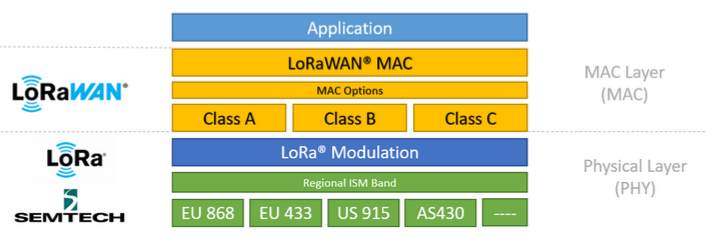 Application
LoRaWAN®
LoRaWAN® MAC
MAC Options
Class A Class B Class C
MAC Layer
(MAC)
LoRa®
SEMTECH
LoRa® Modulation
Regional ISM Band
EU 868 EU 433 US 915 AS430 ----
Physical Layer
(PHY)